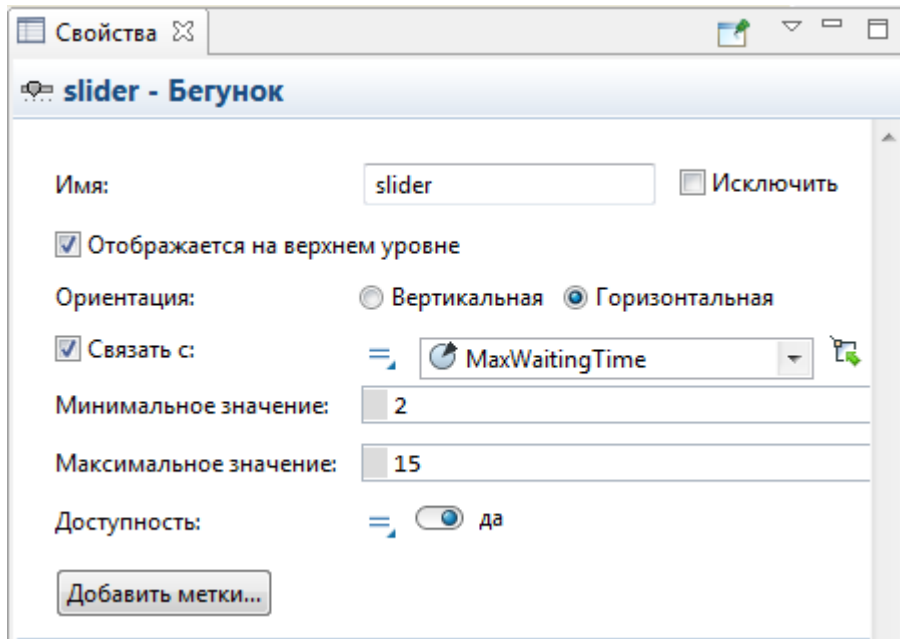 Свойства
slider - Бегунок
Имя: slider Исключить
Отображается на верхнем уровне
Ориентация: Вертикальная Горизонтальная
Связать с: MaxWaitingTime
Минимальное значение: 2
Максимальное значение: 15
Доступность: да
Добавить метки...